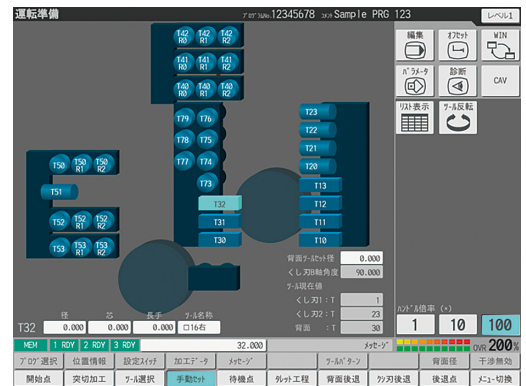 運転準備
プログラムNo. 12345678 コメント Sample PRG 123
レベル1
編集 オフセット WIN
パラメータ 診断 CAV
リスト表示 ツール反転
T42 R0 T42 R1 T42 R2
T41 R0 T41 R1 T41 R2
T40 R0 T40 R1 T40 R2
T79 T76
T78 T75
T77 T74
T73
T32
T31
T30
T23
T22
T21
T20
T13
T12
T11
T10
T50 T50 R1 T50 R2
T51
T52 T52 R1 T52 R2
T53 T53 R1 T53 R2
背面ツールセット径 0.000
くし刃B軸角度 90.000
ツール現在値
くし刃1:T 1
くし刃2:T 23
背面 :T 30
径 芯 長手 ツール名称
T32 0.000 0.000 0.000 □16右
ハンドル倍率 (×)
1 10 100
MEM 1 RDY 2 RDY 3 RDY 32.000 メッセージ OVR 200%
プログ選択 位置情報 設定スイッチ 加工データ メッセージ ツールパターン 背面径 干渉無効
開始点 突切加工 ツール選択 手動セット 待機点 タレット工程 背面後退 クシ刃後退 後退点 メニュー切換